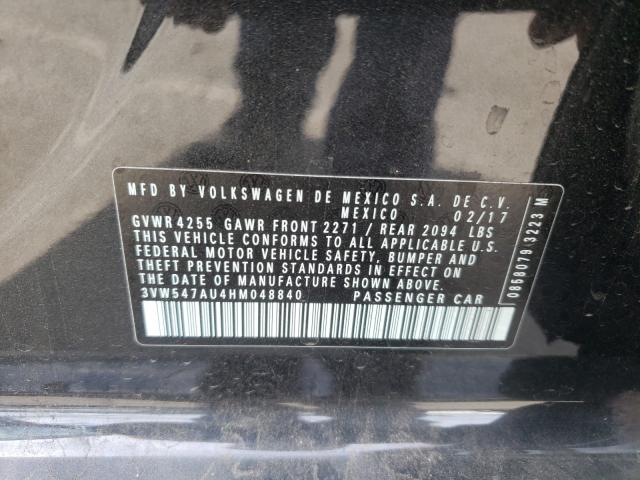 MFD BY VOLKSWAGEN DE MEXICO S.A. DE C.V.
MEXICO 02/17
GVWR 4255 GAWR FRONT 2271 / REAR 2094 LBS
THIS VEHICLE CONFORMS TO ALL APPLICABLE U.S.
FEDERAL MOTOR VEHICLE SAFETY, BUMPER AND
THEFT PREVENTION STANDARDS IN EFFECT ON
THE DATE OF MANUFACTURE SHOWN ABOVE
3VW547AU4HM048840 PASSENGER CAR
0868079 3223 M